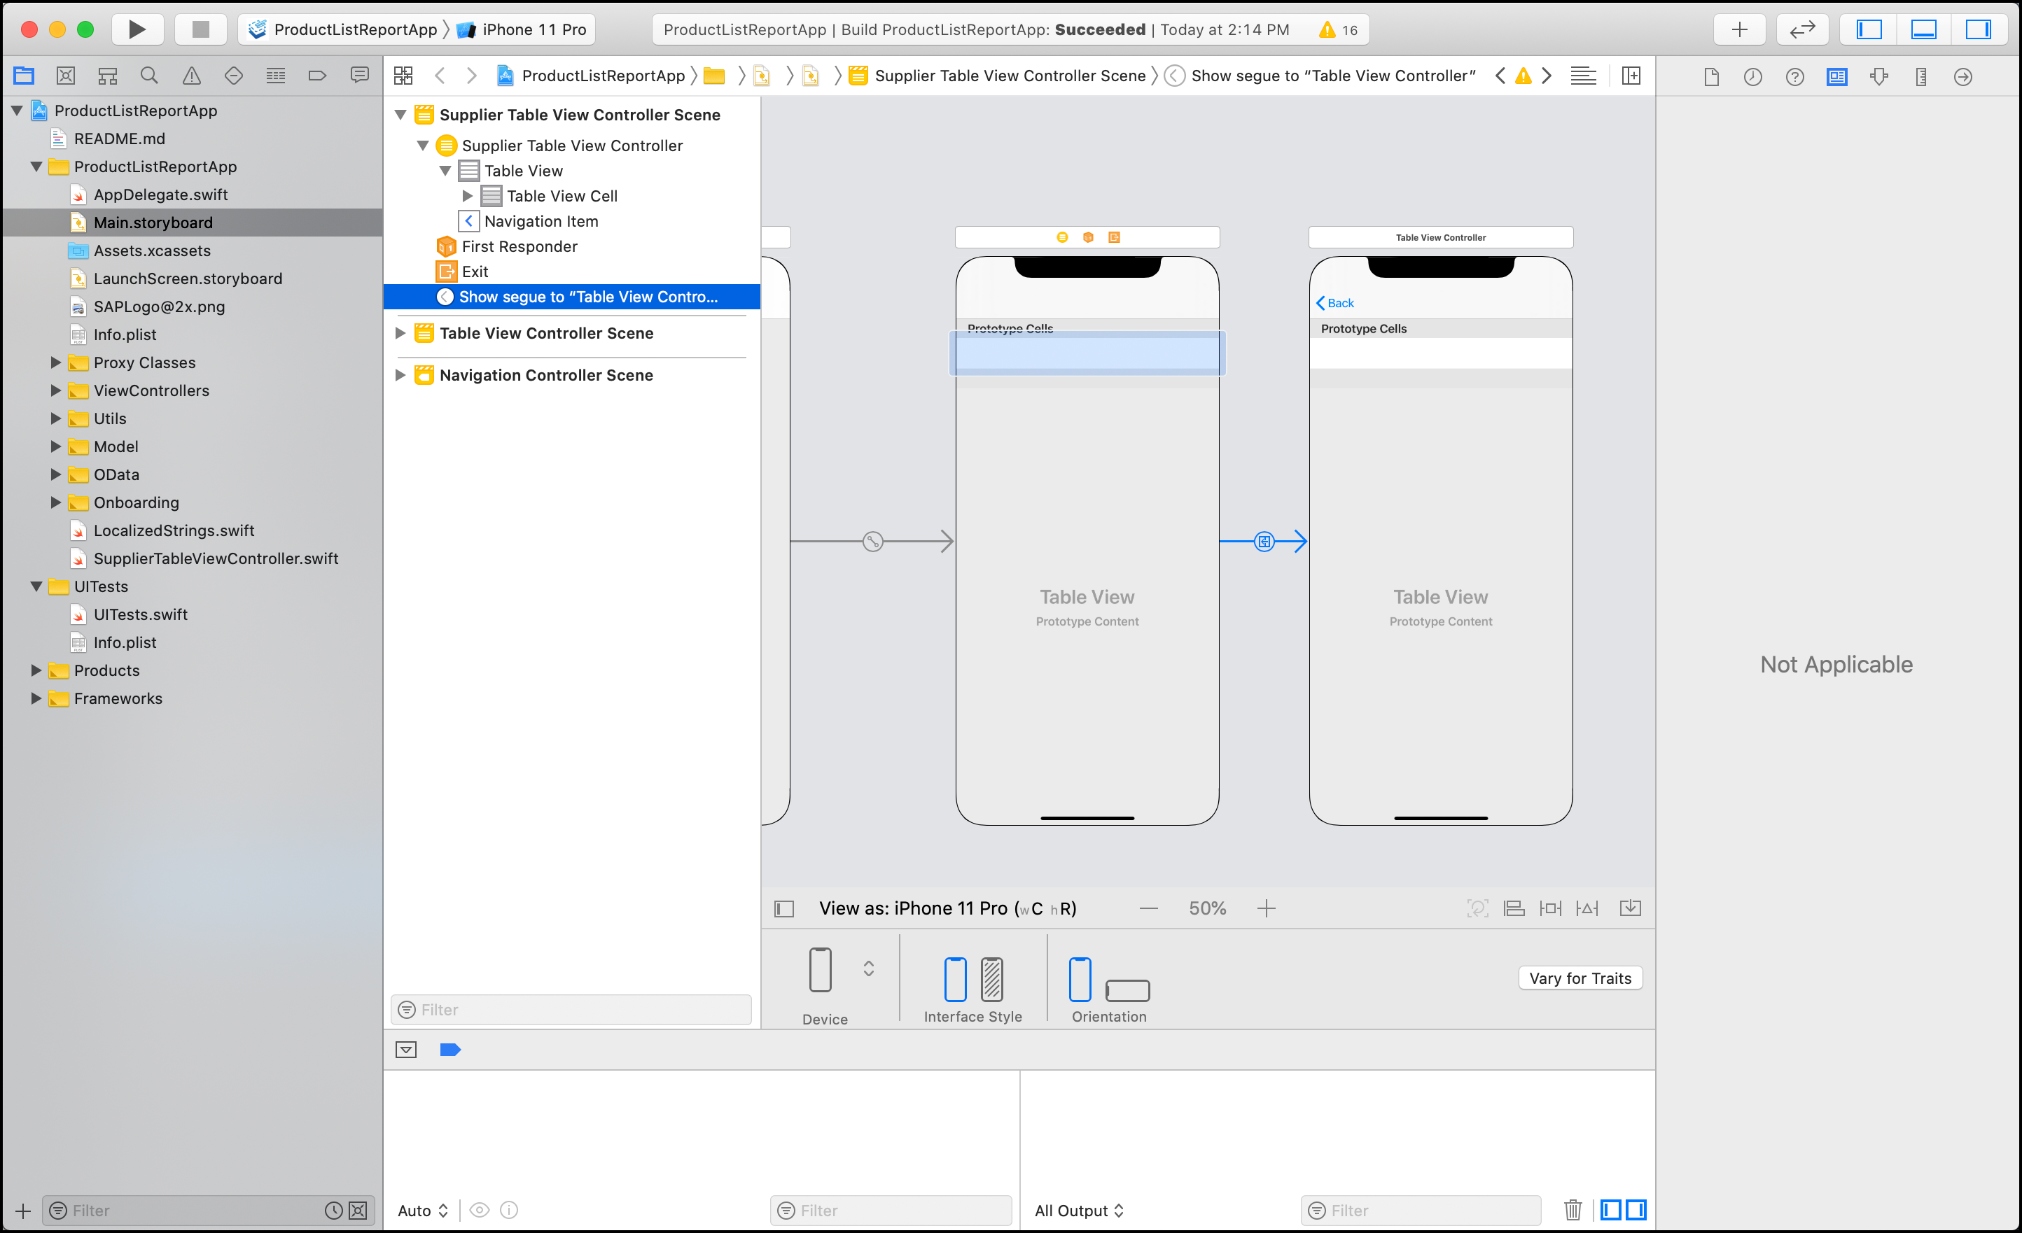 ProductListReportApp
iPhone 11 Pro
ProductListReportApp | Build ProductListReportApp: Succeeded | Today at 2:14 PM
16
ProductListReportApp
Supplier Table View Controller Scene
Show segue to “Table View Controller”
ProductListReportApp
README.md
ProductListReportApp
AppDelegate.swift
Main.storyboard
Assets.xcassets
LaunchScreen.storyboard
SAPLogo@2x.png
Info.plist
Proxy Classes
ViewControllers
Utils
Model
OData
Onboarding
LocalizedStrings.swift
SupplierTableViewController.swift
UITests
UITests.swift
Info.plist
Products
Frameworks
Filter
Supplier Table View Controller Scene
Supplier Table View Controller
Table View
Table View Cell
Navigation Item
First Responder
Exit
Show segue to “Table View Contro...
Table View Controller Scene
Navigation Controller Scene
Filter
Prototype Cells
Table View
Prototype Content
Table View Controller
Back
Prototype Cells
Table View
Prototype Content
View as: iPhone 11 Pro (wC hR)
50%
Device
Interface Style
Orientation
Vary for Traits
Auto
Filter
All Output
Filter
Not Applicable